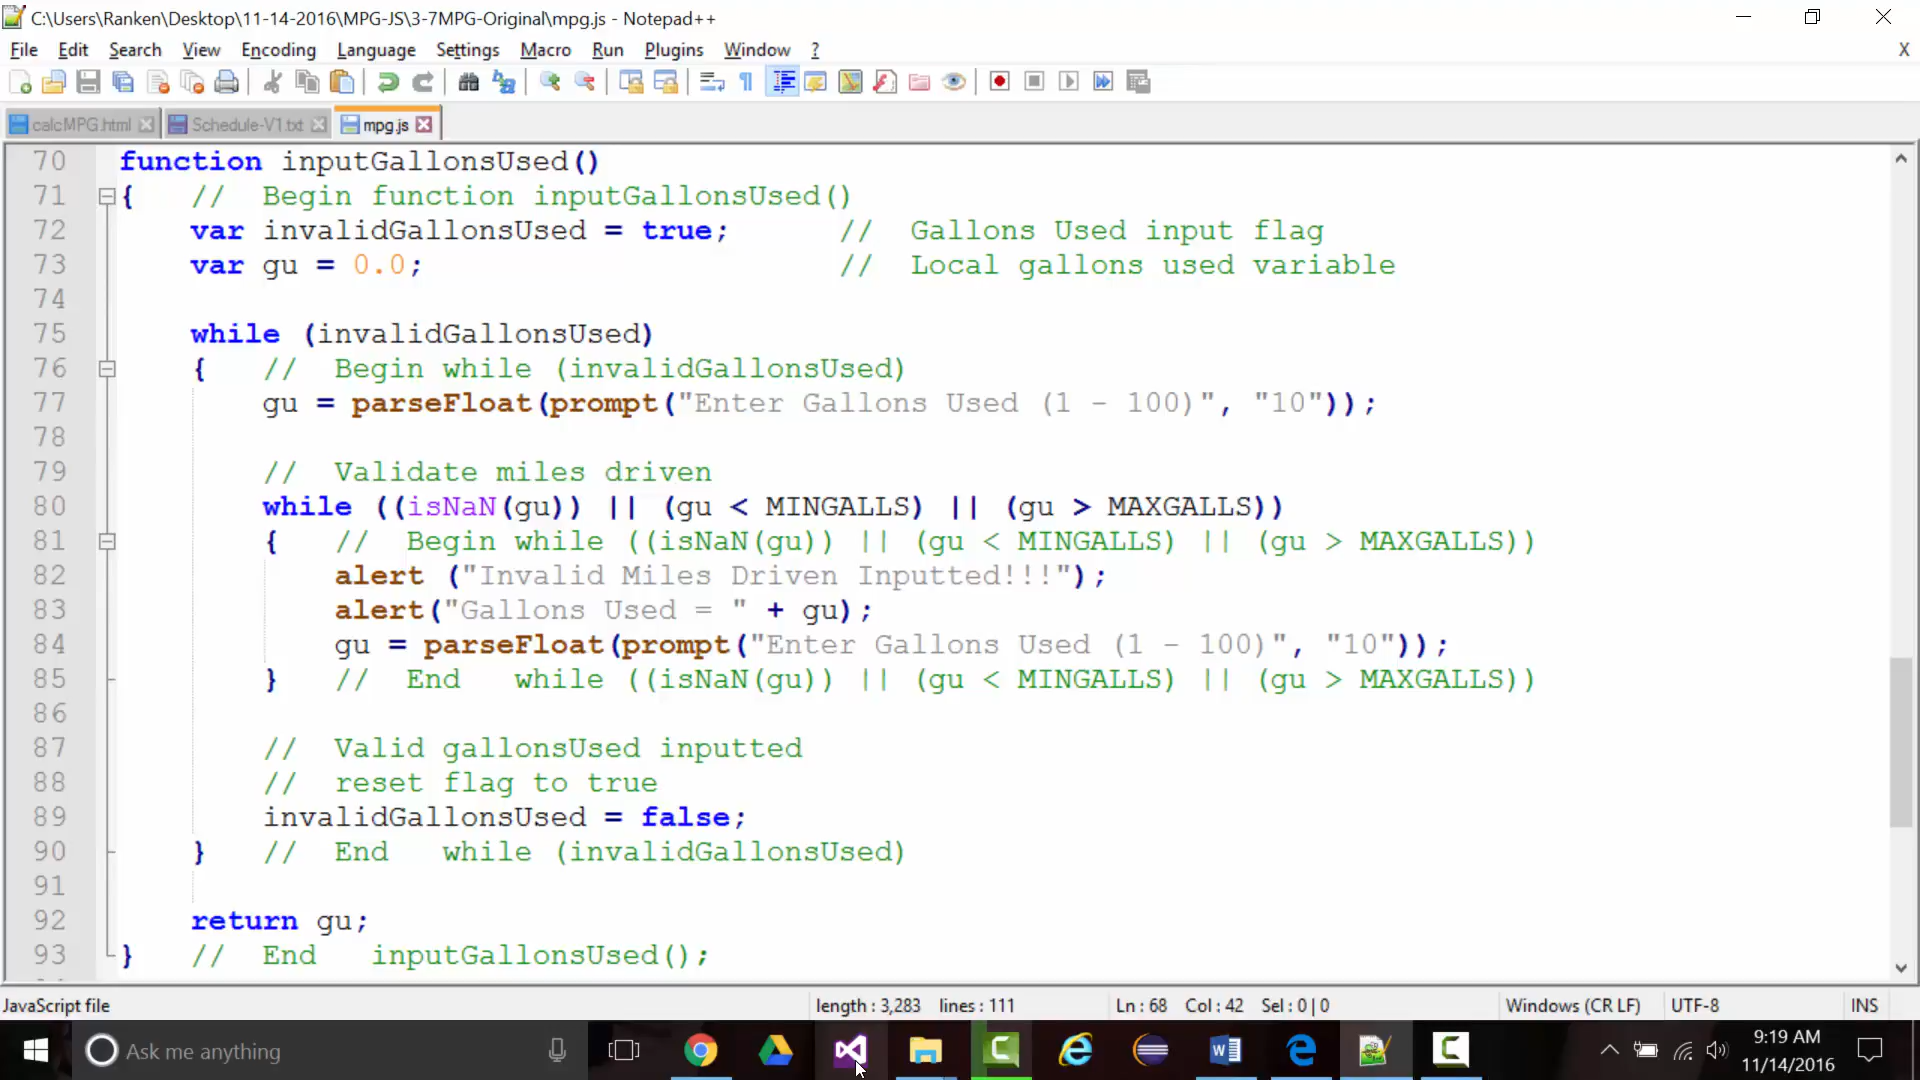 C:\Users\Ranken\Desktop\11-14-2016\MPG-JS\3-7MPG-Original\mpg.js - Notepad++
File Edit Search View Encoding Language Settings Macro Run Plugins Window ? X
calcMPG.html Schedule-V1.txt mpg.js
70 function inputGallonsUsed()
71 { // Begin function inputGallonsUsed()
72 var invalidGallonsUsed = true; // Gallons Used input flag
73 var gu = 0.0; // Local gallons used variable
74
75 while (invalidGallonsUsed)
76 { // Begin while (invalidGallonsUsed)
77 gu = parseFloat(prompt("Enter Gallons Used (1 - 100)", "10"));
78
79 // Validate miles driven
80 while ((isNaN(gu)) || (gu < MINGALLS) || (gu > MAXGALLS))
81 { // Begin while ((isNaN(gu)) || (gu < MINGALLS) || (gu > MAXGALLS))
82 alert ("Invalid Miles Driven Inputted!!!");
83 alert("Gallons Used = " + gu);
84 gu = parseFloat(prompt("Enter Gallons Used (1 - 100)", "10"));
85 } // End while ((isNaN(gu)) || (gu < MINGALLS) || (gu > MAXGALLS))
86
87 // Valid gallonsUsed inputted
88 // reset flag to true
89 invalidGallonsUsed = false;
90 } // End while (invalidGallonsUsed)
91
92 return gu;
93 } // End inputGallonsUsed();
JavaScript file length : 3,283 lines : 111 Ln : 68 Col : 42 Sel : 0 | 0 Windows (CR LF) UTF-8 INS
Ask me anything
9:19 AM
11/14/2016